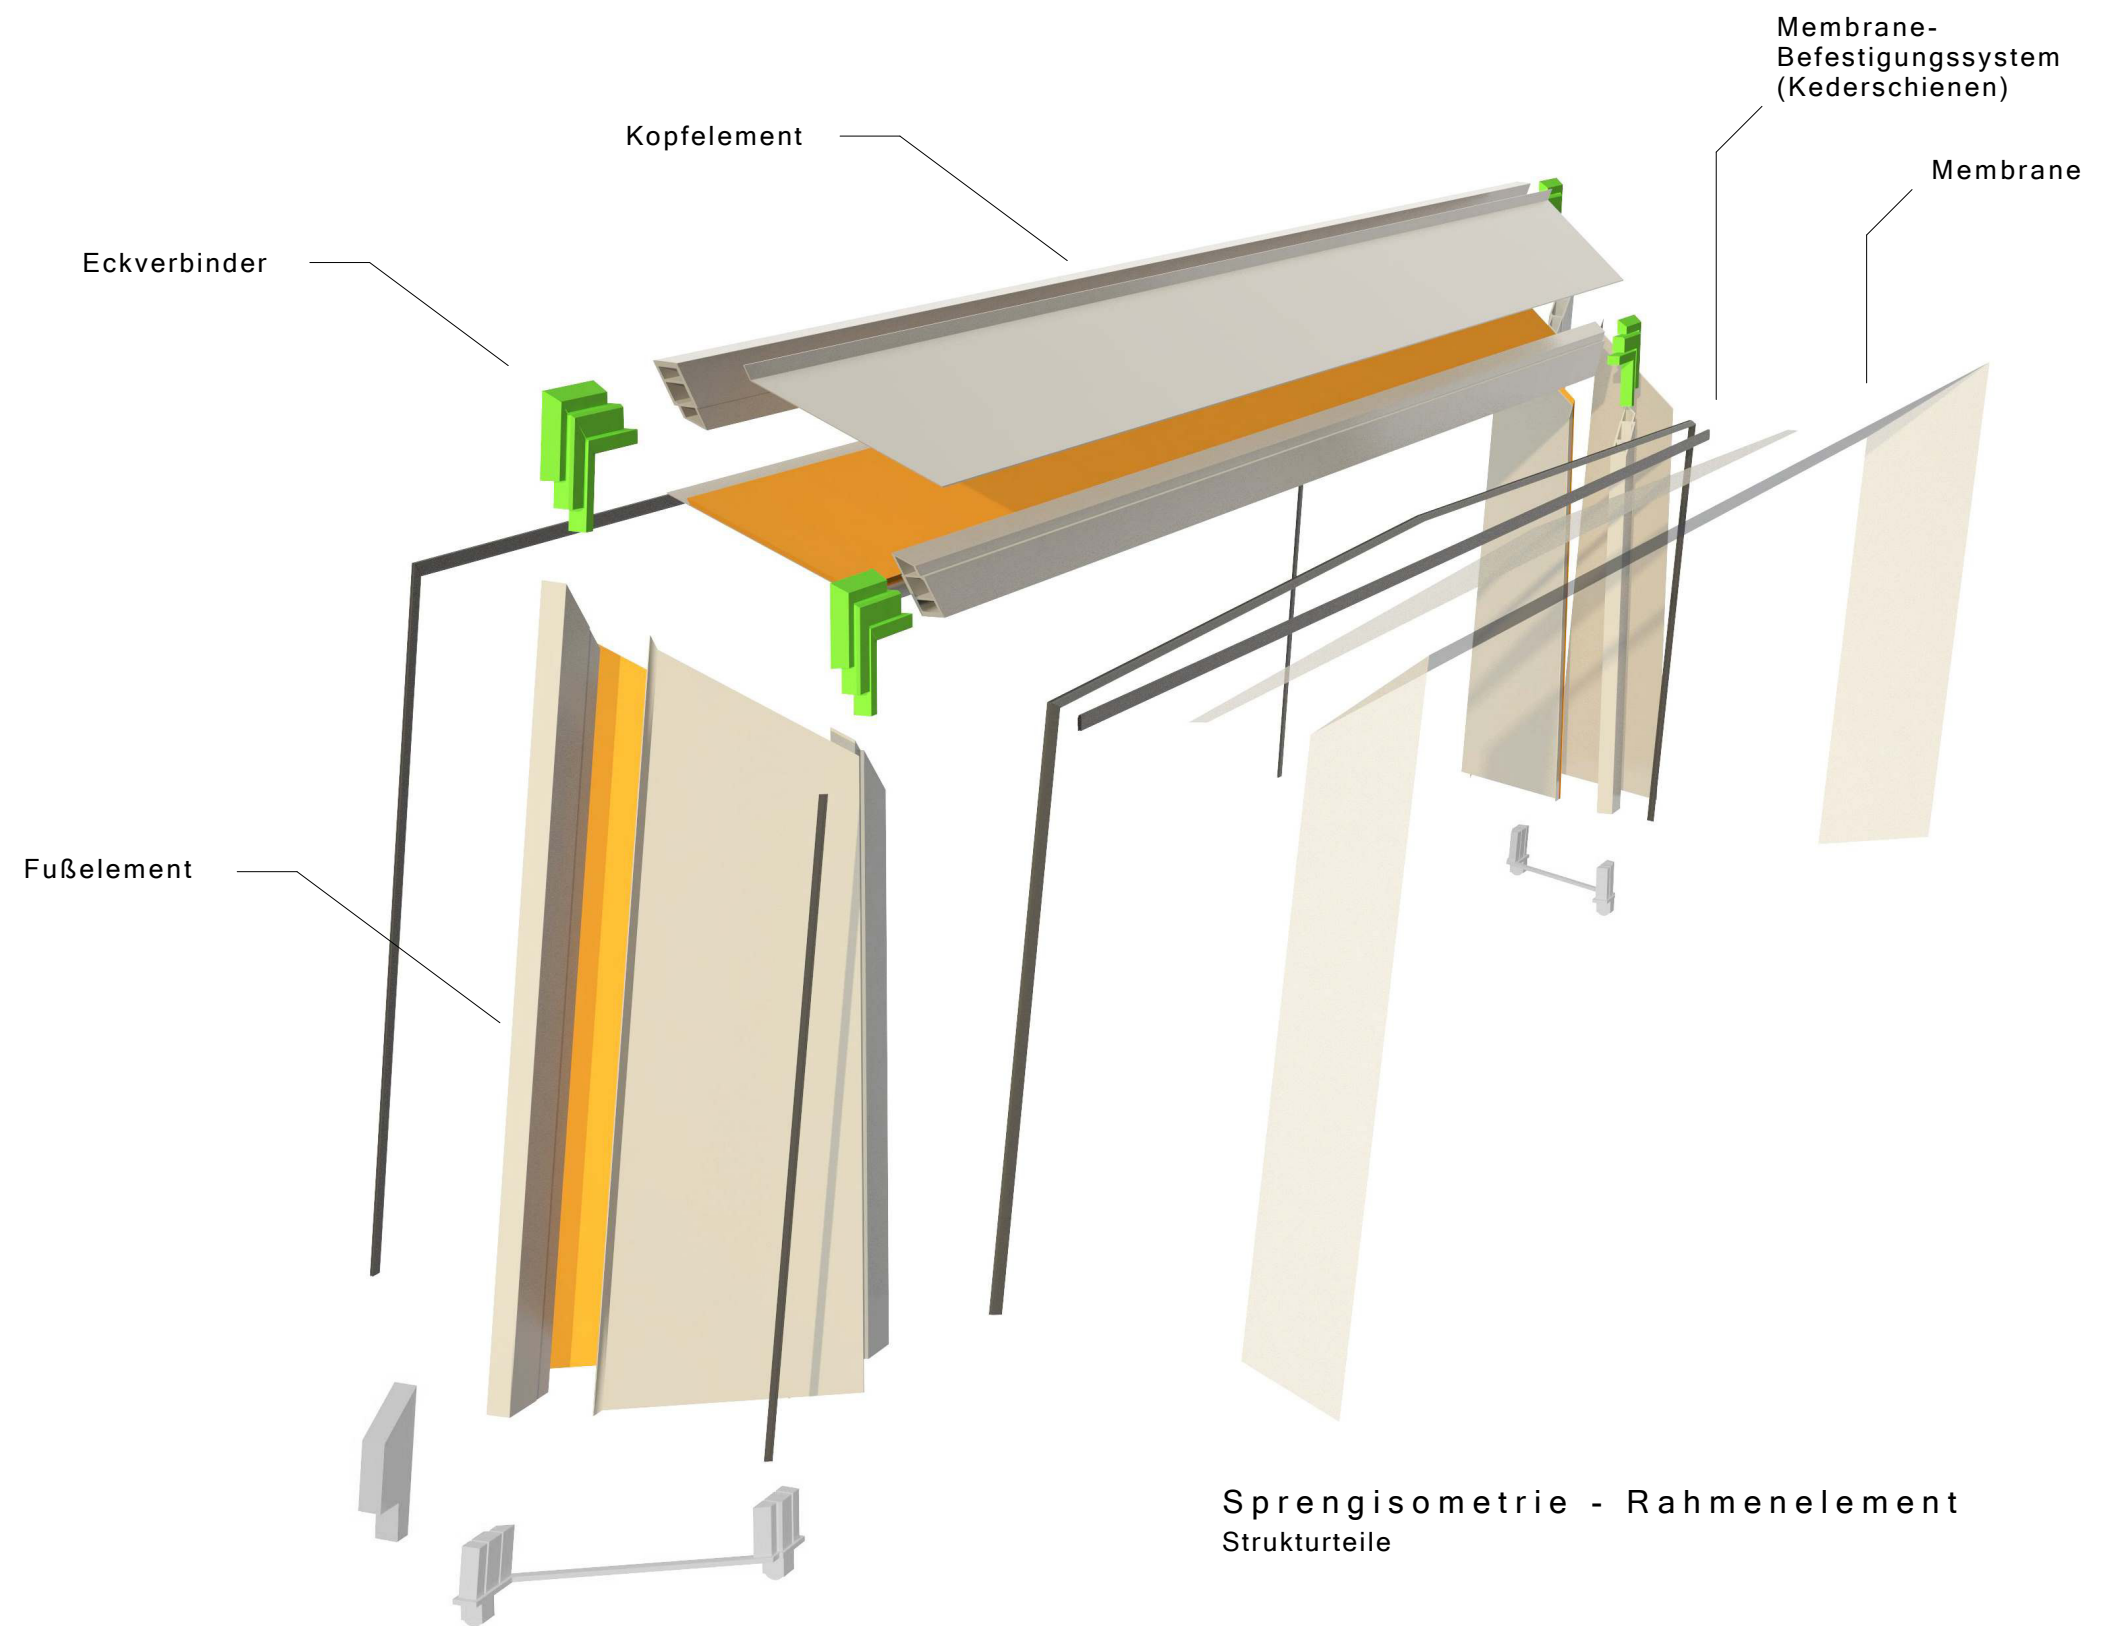 Membrane-
Befestigungssystem
(Kederschienen)
Kopfelement
Membrane
Eckverbinder
Fußelement
Sprengisometrie - Rahmenelement
Strukturteile